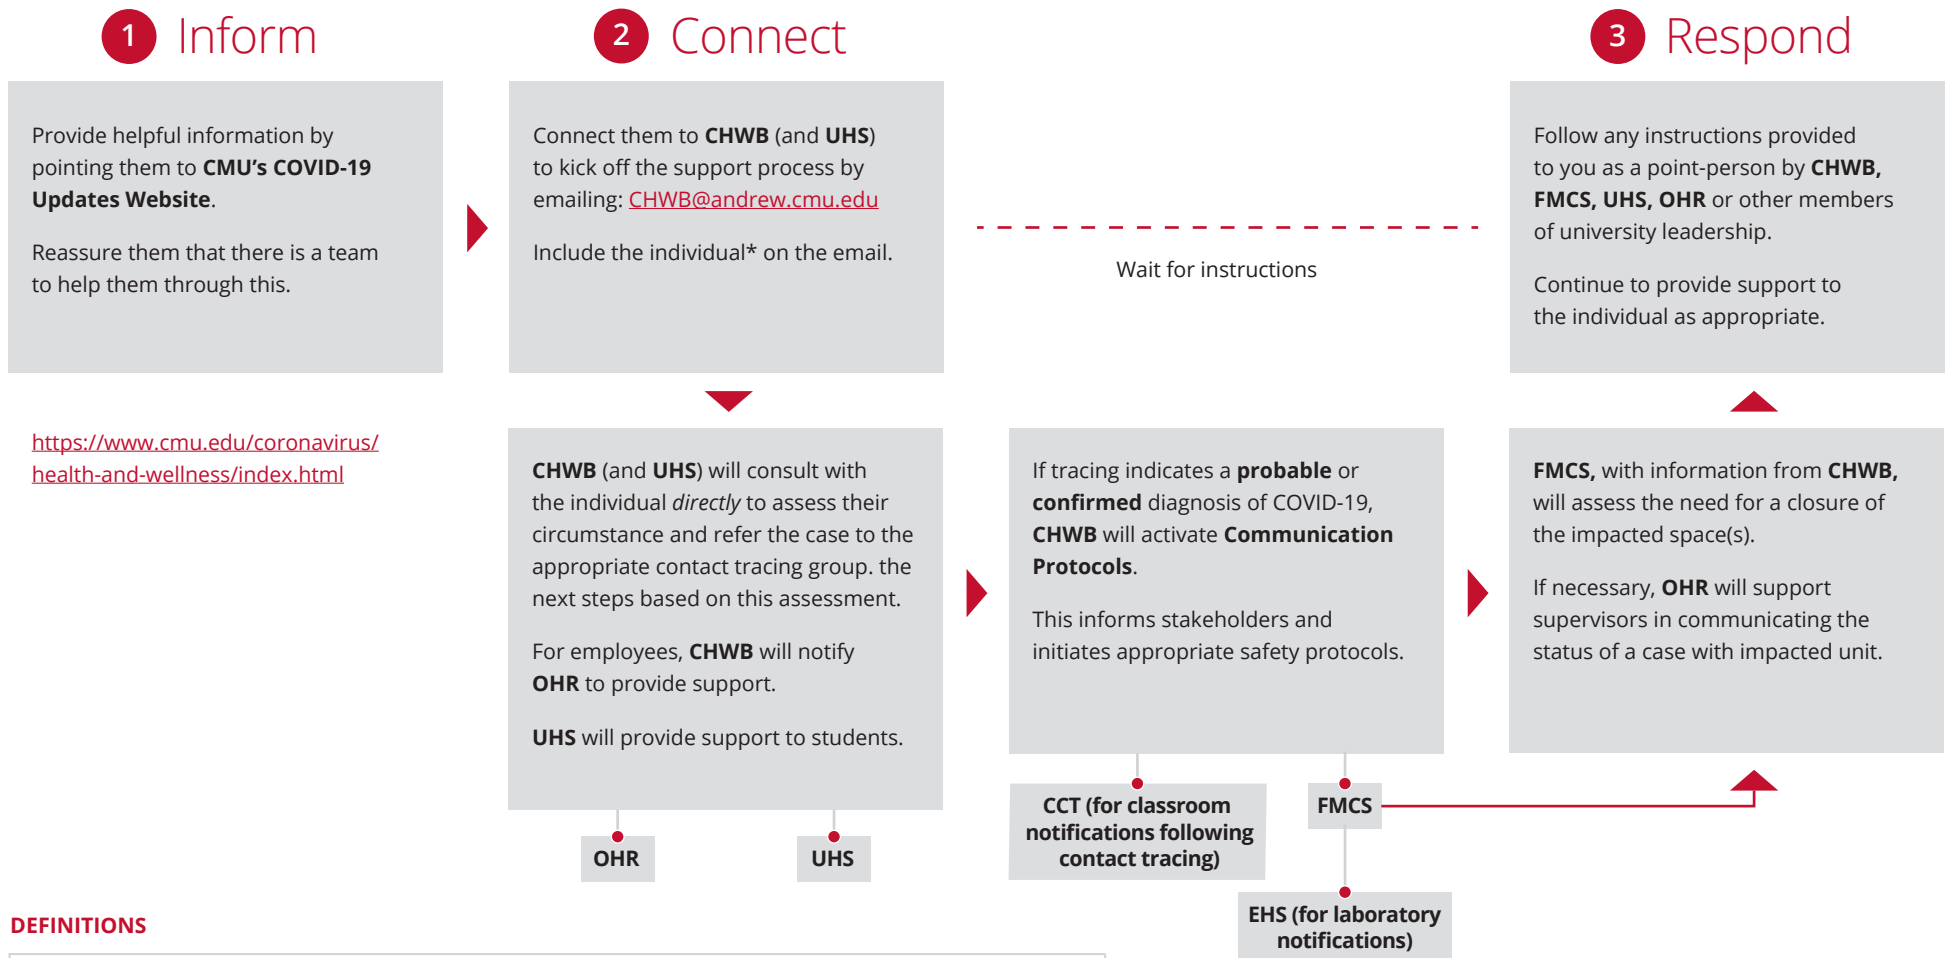 1 Inform
Provide helpful information by
pointing them to CMU's COVID-19
Updates Website.
Reassure them that there is a team
to help them through this.
https://www.cmu.edu/coronavirus/
health-and-wellness/index.html
2 Connect
Connect them to CHWB (and UHS)
to kick off the support process by
emailing: CHWB@andrew.cmu.edu
Include the individual* on the email.
Wait for instructions
3 Respond
Follow any instructions provided
to you as a point-person by CHWB,
FMCS, UHS, OHR or other members
of university leadership.
Continue to provide support to
the individual as appropriate.
CHWB (and UHS) will consult with
the individual directly to assess their
circumstance and refer the case to the
appropriate contact tracing group. the
next steps based on this assessment.
For employees, CHWB will notify
OHR to provide support.
UHS will provide support to students.
OHR
UHS
If tracing indicates a probable or
confirmed diagnosis of COVID-19,
CHWB will activate Communication
Protocols.
This informs stakeholders and
initiates appropriate safety protocols.
CCT (for classroom
notifications following
contact tracing)
FMCS
EHS (for laboratory
notifications)
FMCS, with information from CHWB,
will assess the need for a closure of
the impacted space(s).
If necessary, OHR will support
supervisors in communicating the
status of a case with impacted unit.
DEFINITIONS